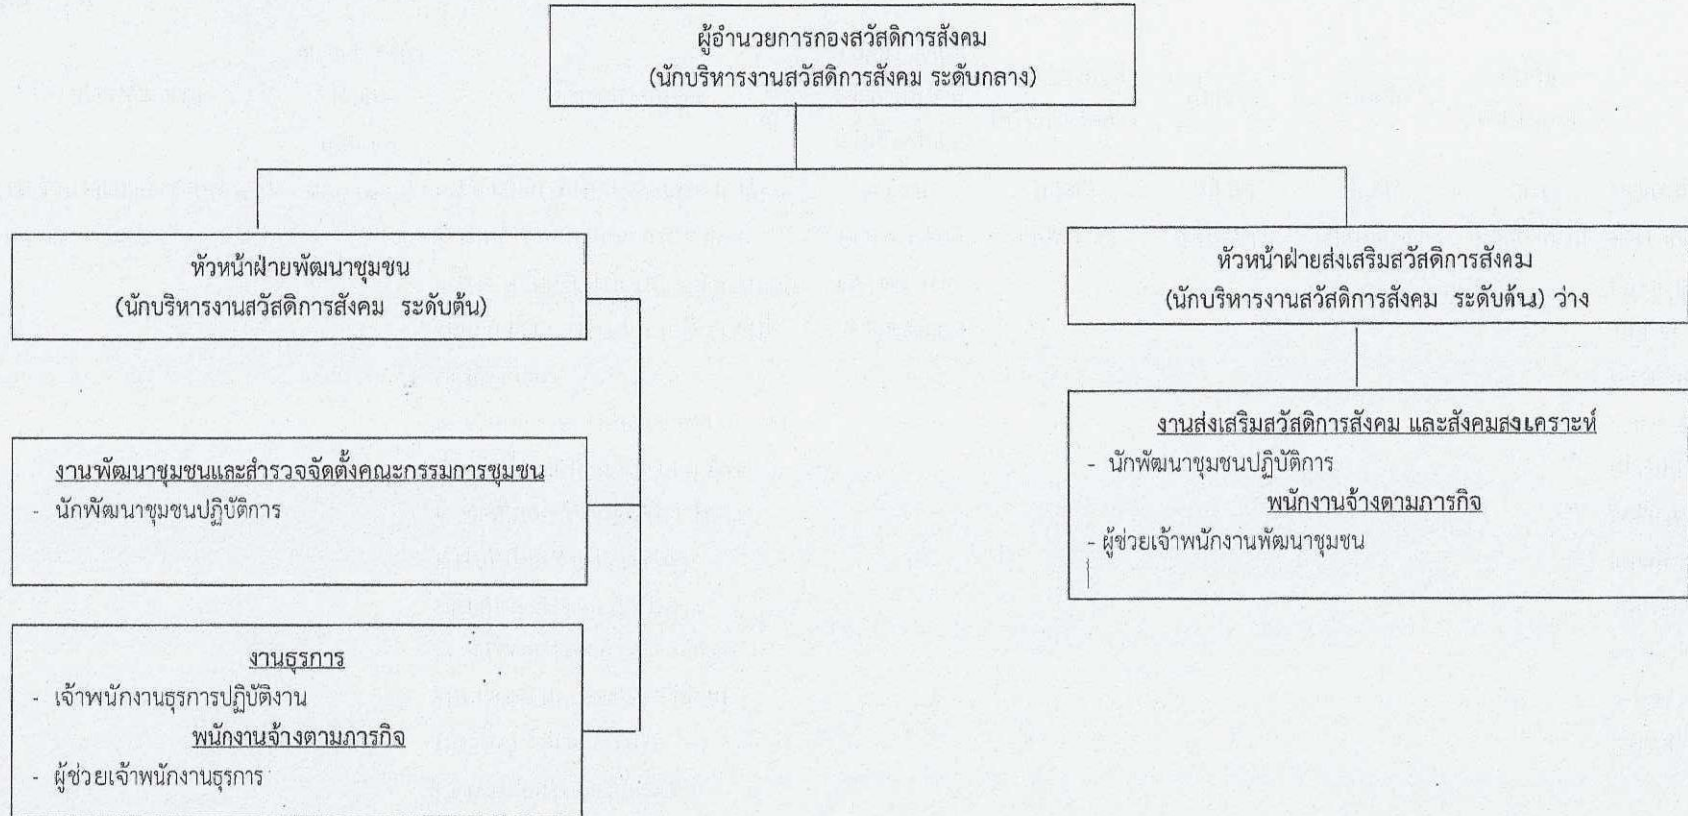 ผู้อำนวยการกองสวัสดิการสังคม
(นักบริหารงานสวัสดิการสังคม ระดับกลาง)
หัวหน้าฝ่ายพัฒนาชุมชน
(นักบริหารงานสวัสดิการสังคม ระดับต้น)
หัวหน้าฝ่ายส่งเสริมสวัสดิการสังคม
(นักบริหารงานสวัสดิการสังคม ระดับต้น) ว่าง
งานพัฒนาชุมชนและสำรวจจัดตั้งคณะกรรมการชุมชน
- นักพัฒนาชุมชนปฏิบัติการ
งานส่งเสริมสวัสดิการสังคม และสังคมสงเคราะห์
- นักพัฒนาชุมชนปฏิบัติการ
พนักงานจ้างตามภารกิจ
- ผู้ช่วยเจ้าพนักงานพัฒนาชุมชน
งานธุรการ
- เจ้าพนักงานธุรการปฏิบัติงาน
พนักงานจ้างตามภารกิจ
- ผู้ช่วยเจ้าพนักงานธุรการ